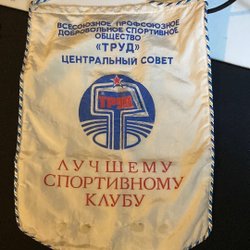 ВСЕСОЮЗНОЕ ПРОФСОЮЗНОЕ
ДОБРОВОЛЬНОЕ СПОРТИВНОЕ
ОБЩЕСТВО
«ТРУД»
ЦЕНТРАЛЬНЫЙ СОВЕТ
ТРУД
ЛУЧШЕМУ
СПОРТИВНОМУ
КЛУБУ